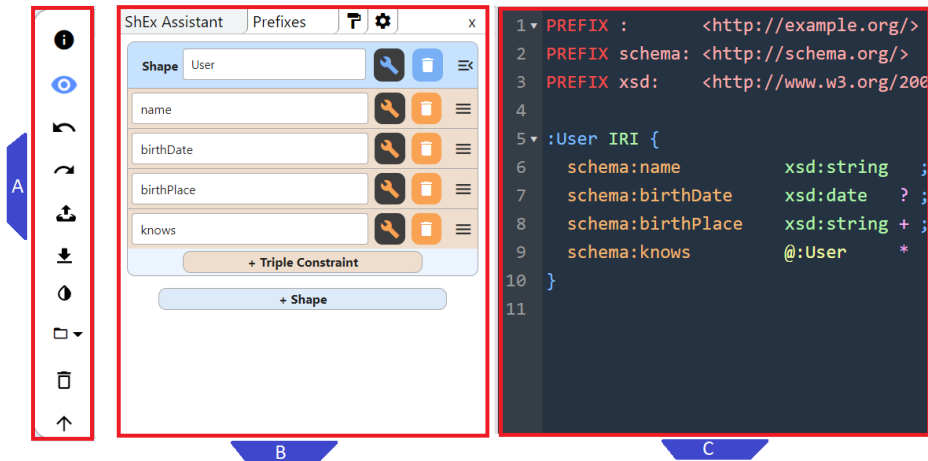 A
ShEx Assistant Prefixes x
Shape User
name
birthDate
birthPlace
knows
+ Triple Constraint
+ Shape
B
1 PREFIX : <http://example.org/>
2 PREFIX schema: <http://schema.org/>
3 PREFIX xsd: <http://www.w3.org/200
4
5 :User IRI {
6 schema:name xsd:string ;
7 schema:birthDate xsd:date ? ;
8 schema:birthPlace xsd:string + ;
9 schema:knows @:User *
10 }
11
C